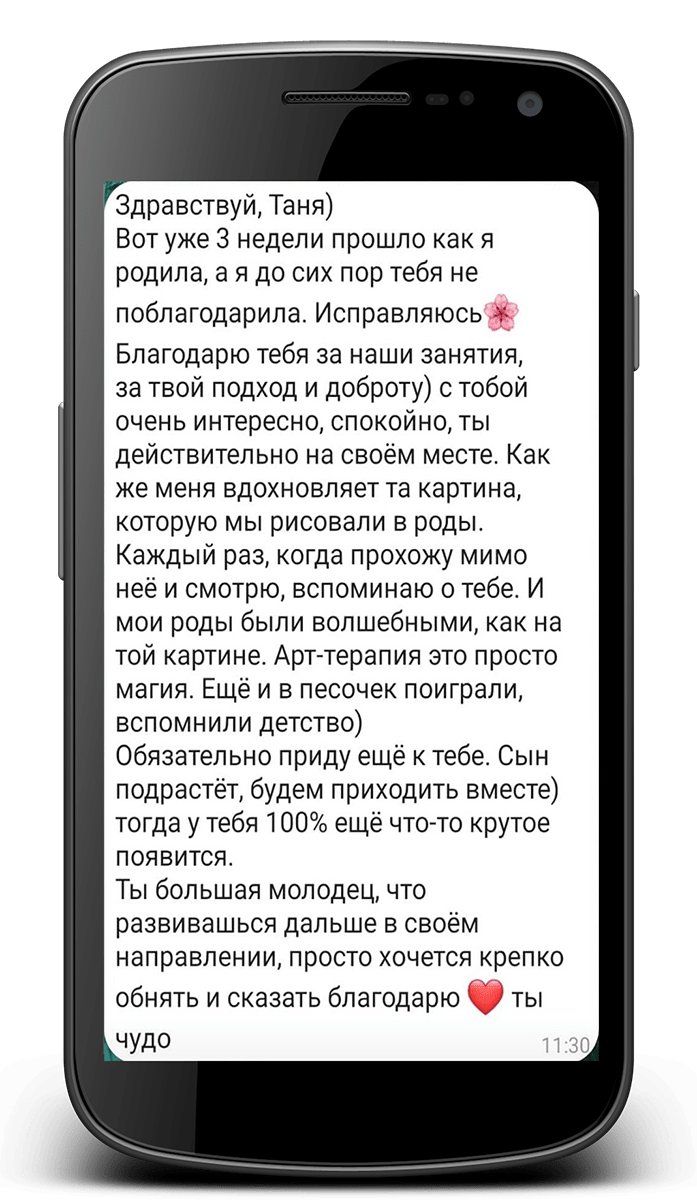 Здравствуй, Таня)
Вот уже 3 недели прошло как я
родила, а я до сих пор тебя не
поблагодарила. Исправляюсь🌸
Благодарю тебя за наши занятия,
за твой подход и доброту) с тобой
очень интересно, спокойно, ты
действительно на своём месте. Как
же меня вдохновляет та картина,
которую мы рисовали в роды.
Каждый раз, когда прохожу мимо
неё и смотрю, вспоминаю о тебе. И
мои роды были волшебными, как на
той картине. Арт-терапия это просто
магия. Ещё и в песочек поиграли,
вспомнили детство)
Обязательно приду ещё к тебе. Сын
подрастёт, будем приходить вместе)
тогда у тебя 100% ещё что-то крутое
появится.
Ты большая молодец, что
развивашься дальше в своём
направлении, просто хочется крепко
обнять и сказать благодарю ❤️ ты
чудо
11:30